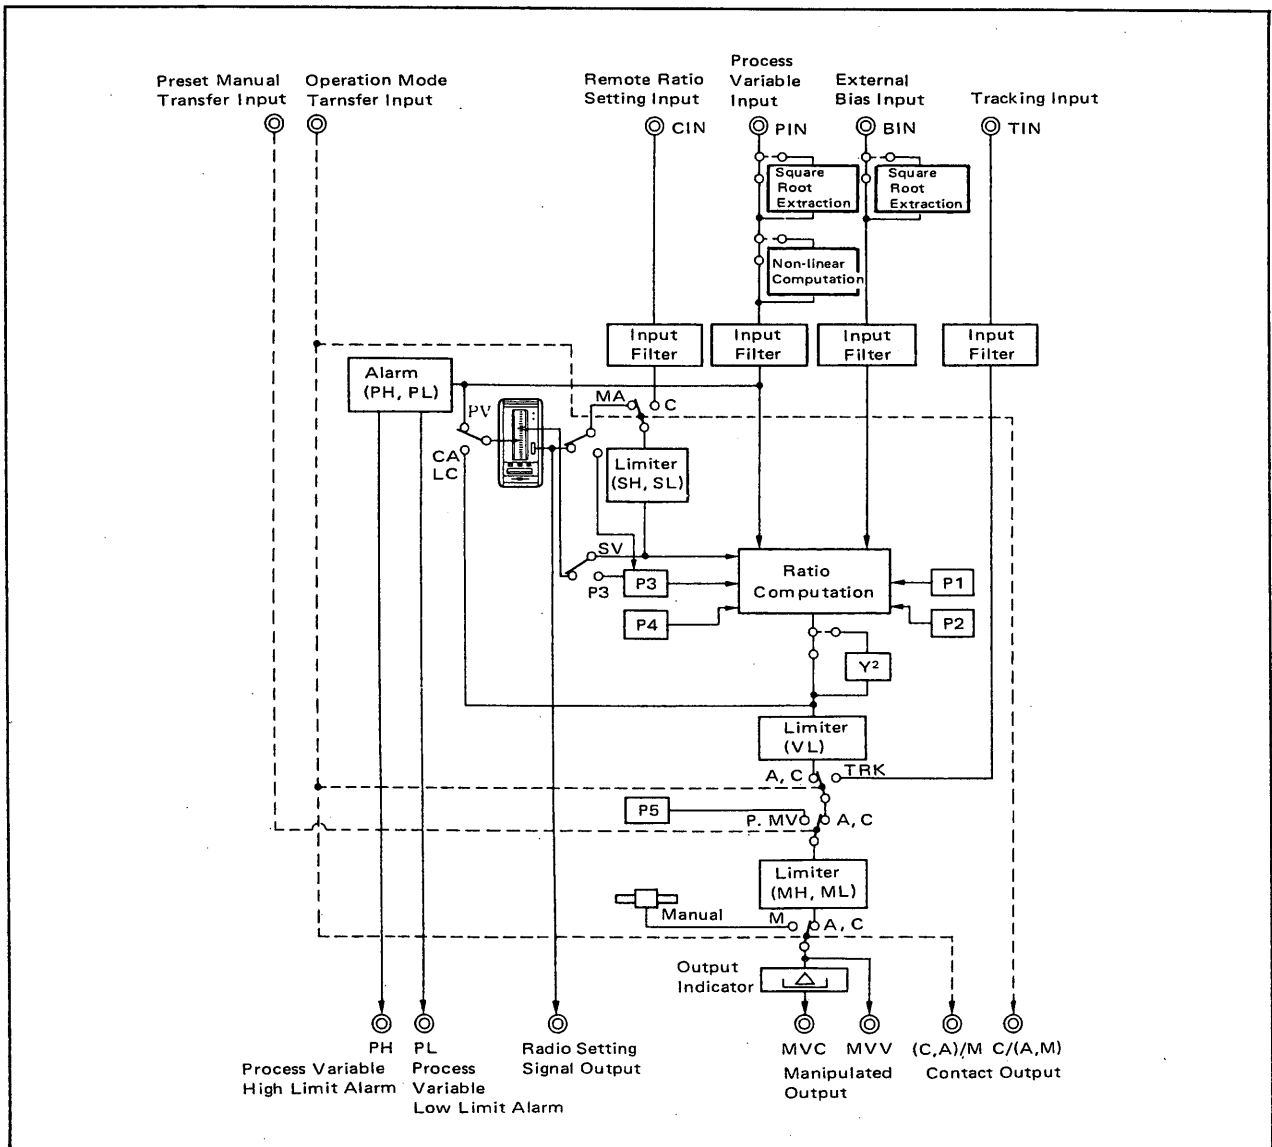 Preset Manual
Transfer Input
Operation Mode
Tarnsfer Input
Remote Ratio
Setting Input
Process
Variable
Input
External
Bias Input
Tracking Input
CIN
PIN
BIN
TIN
Square
Root
Extraction
Square
Root
Extraction
Non-linear
Computation
Input
Filter
Input
Filter
Input
Filter
Input
Filter
Alarm
(PH, PL)
PV
CA
LC
MA
C
Limiter
(SH, SL)
SV
P3
P3
P4
Ratio
Computation
P1
P2
Y²
Limiter
(VL)
A, C
TRK
P5
P. MV
A, C
Limiter
(MH, ML)
Manual
M
A, C
Output
Indicator
PH
Process Variable
High Limit Alarm
PL
Process
Variable
Low Limit Alarm
Radio Setting
Signal Output
MVC
MVV
Manipulated
Output
(C,A)/M
C/(A,M)
Contact Output